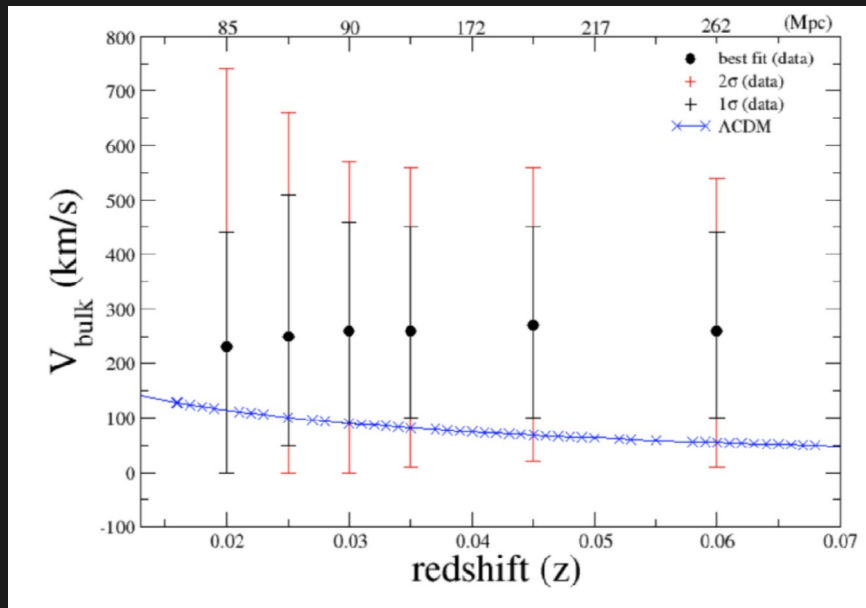 85 90 172 217 262 (Mpc)
800
700
600
500
400
300
200
100
0
-100
V_bulk (km/s)
best fit (data)
2σ (data)
1σ (data)
ΛCDM
0.02 0.03 0.04 0.05 0.06 0.07
redshift (z)